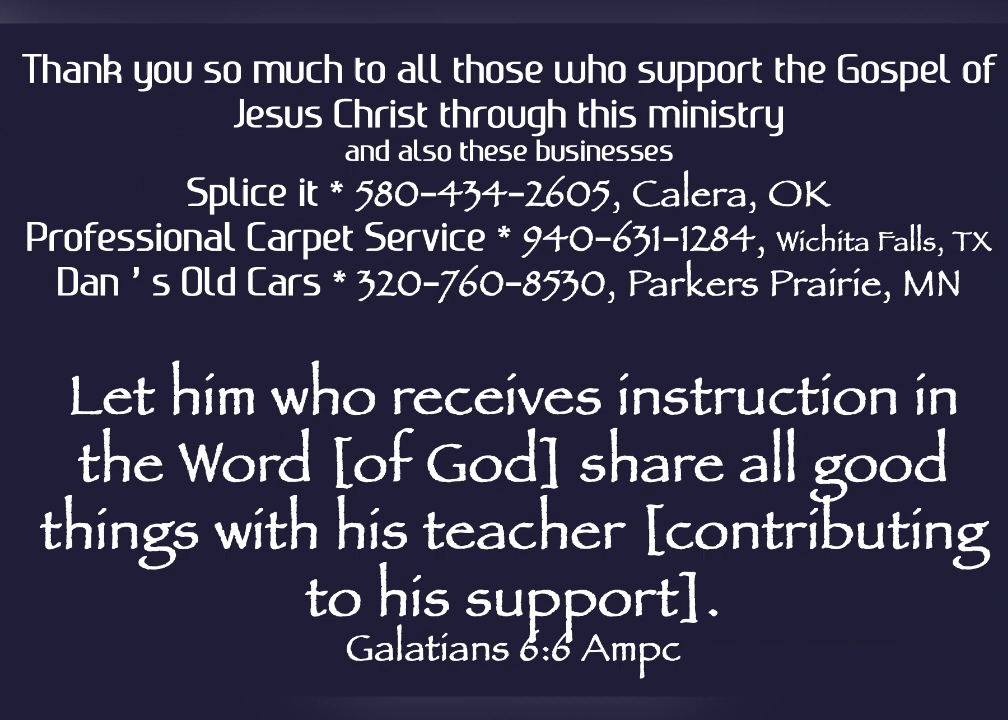 Thank you so much to all those who support the Gospel of
Jesus Christ through this ministry
and also these businesses
Splice it * 580-434-2605, Calera, OK
Professional Carpet Service * 940-631-1284, Wichita Falls, TX
Dan ’ s Old Cars * 320-760-8530, Parkers Prairie, MN
Let him who receives instruction in
the Word [of God] share all good
things with his teacher [contributing
to his support].
Galatians 6:6 Ampc